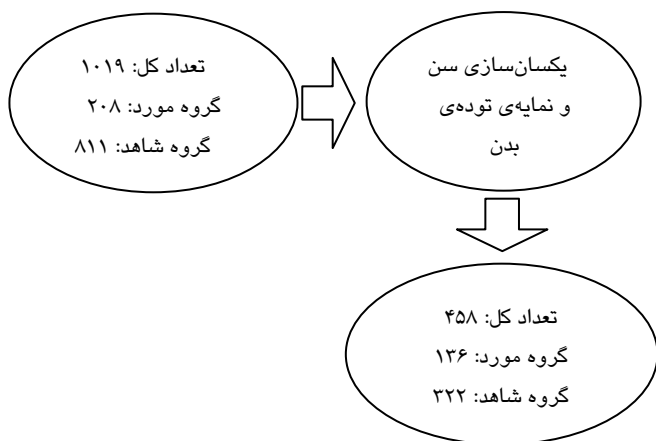 تعداد کل: ۱۰۱۹
گروه مورد: ۲۰۸
گروه شاهد: ۸۱۱
یکسان‌سازی سن
و نمایه‌ی توده‌ی
بدن
تعداد کل: ۴۵۸
گروه مورد: ۱۳۶
گروه شاهد: ۳۲۲